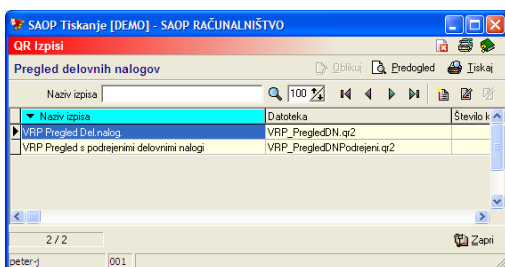 SAOP Tiskanje [DEMO] - SAOP RAČUNALNIŠTVO
QR Izpisi
Pregled delovnih nalogov Oblikuj Predogled Tiskaj
Naziv izpisa 100
Naziv izpisa Datoteka Število k
VRP Pregled Del.nalog. VRP_PregledDN.qr2
VRP Pregled s podrejenimi delovnimi nalogi VRP_PregledDNPodrejeni.qr2
2 / 2 Zapri
peter-j 001